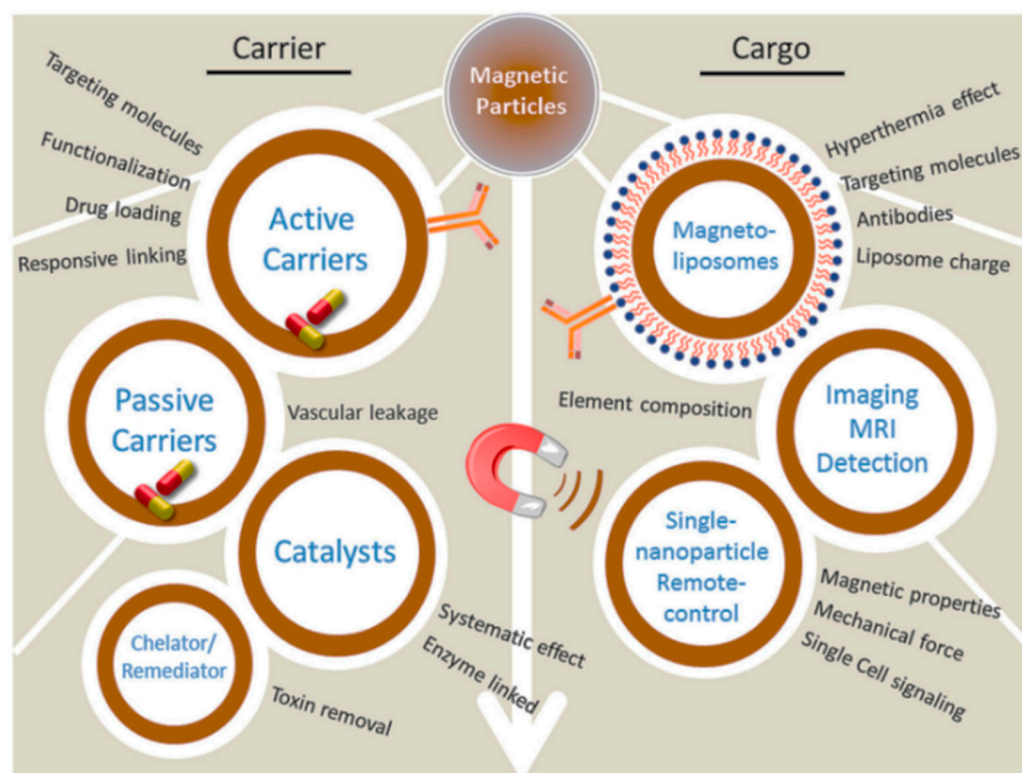 Carrier
Magnetic
Particles
Cargo
Targeting molecules
Functionalization
Drug loading
Responsive linking
Active
Carriers
Passive
Carriers
Vascular leakage
Catalysts
Systematic effect
Enzyme linked
Chelator/
Remediator
Toxin removal
Magneto-
liposomes
Hyperthermia effect
Targeting molecules
Antibodies
Liposome charge
Element composition
Imaging
MRI
Detection
Single-
nanoparticle
Remote-
control
Magnetic properties
Mechanical force
Single Cell signaling